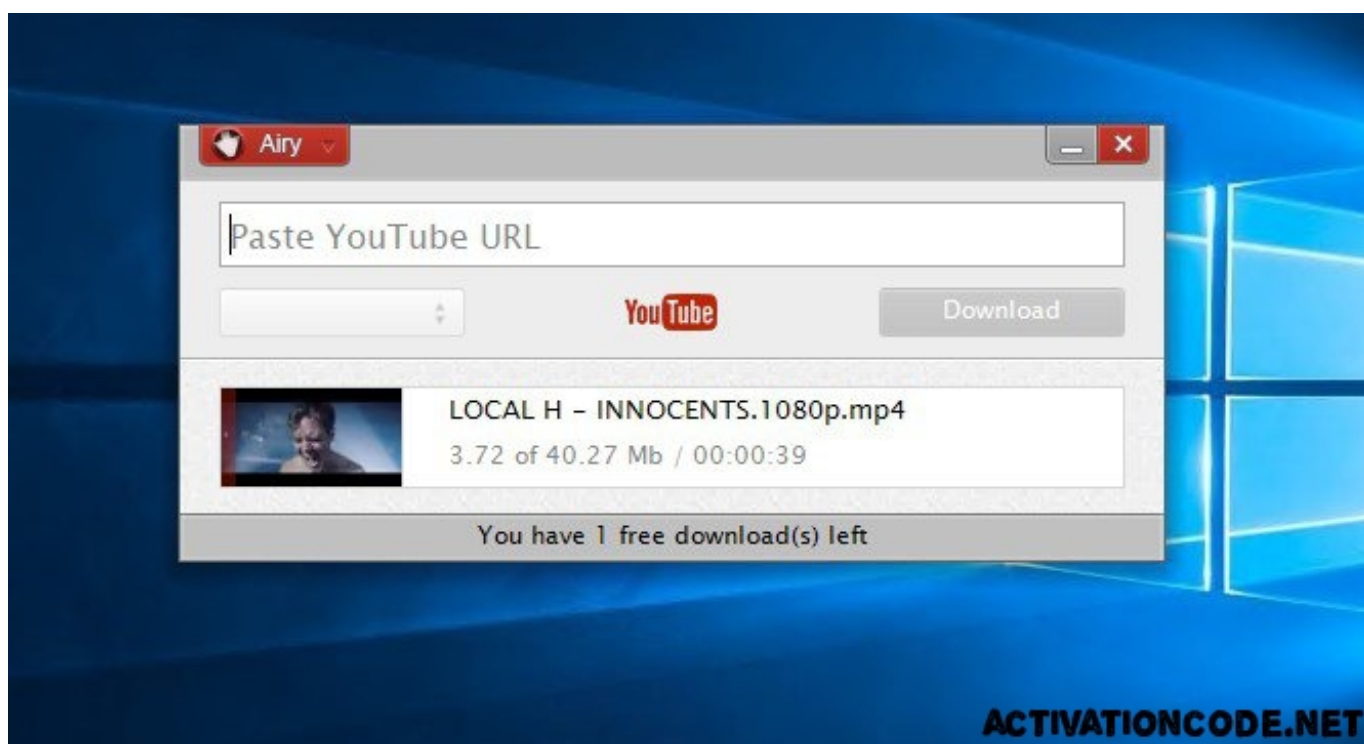 Airy
Paste YouTube URL
YouTube
Download
LOCAL H – INNOCENTS.1080p.mp4
3.72 of 40.27 Mb / 00:00:39
You have 1 free download(s) left
ACTIVATIONCODE.NET